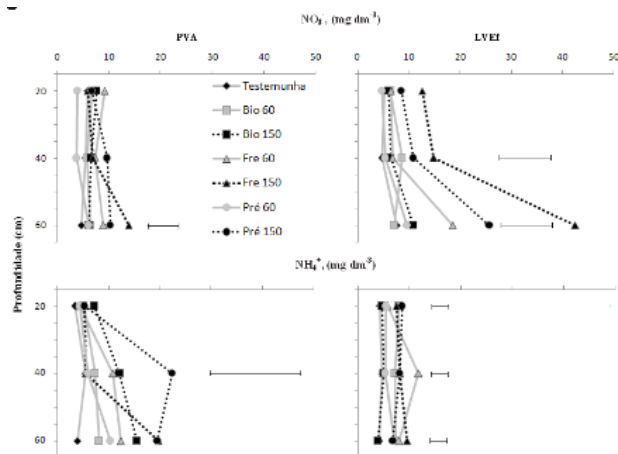 NO₃⁻, (mg dm⁻³)
PVA LVEf
0 10 20 30 40 50 0 10 20 30 40 50
20
40
60
Testemunha
Bio 60
Bio 150
Fre 60
Fre 150
Pré 60
Pré 150
Profundidade (cm)
NH₄⁺, (mg dm⁻³)
20
40
60